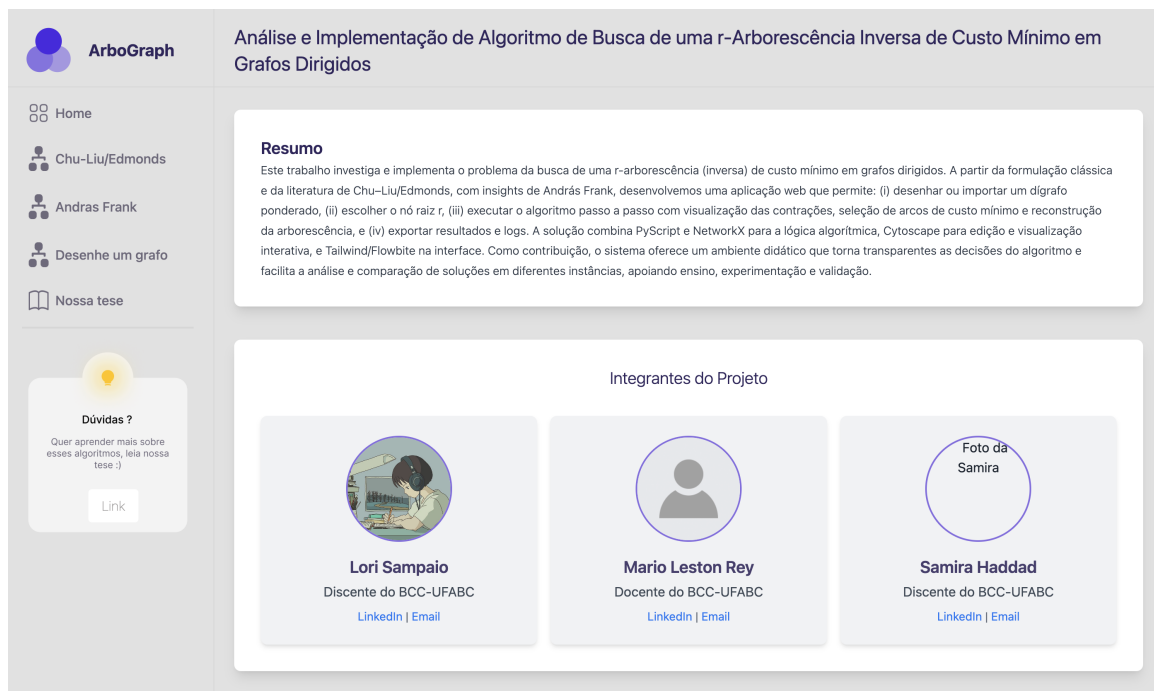 ArboGraph
Home
Chu-Liu/Edmonds
Andras Frank
Desenhe um grafo
Nossa tese
Dúvidas ?
Quer aprender mais sobre
esses algoritmos, leia nossa
tese :)
Link
Análise e Implementação de Algoritmo de Busca de uma r-Arborescência Inversa de Custo Mínimo em
Grafos Dirigidos
Resumo
Este trabalho investiga e implementa o problema da busca de uma r-arborescência (inversa) de custo mínimo em grafos dirigidos. A partir da formulação clássica
e da literatura de Chu–Liu/Edmonds, com insights de András Frank, desenvolvemos uma aplicação web que permite: (i) desenhar ou importar um dígrafo
ponderado, (ii) escolher o nó raiz r, (iii) executar o algoritmo passo a passo com visualização das contrações, seleção de arcos de custo mínimo e reconstrução
da arborescência, e (iv) exportar resultados e logs. A solução combina PyScript e NetworkX para a lógica algorítmica, Cytoscape para edição e visualização
interativa, e Tailwind/Flowbite na interface. Como contribuição, o sistema oferece um ambiente didático que torna transparentes as decisões do algoritmo e
facilita a análise e comparação de soluções em diferentes instâncias, apoiando ensino, experimentação e validação.
Integrantes do Projeto
Lori Sampaio
Discente do BCC-UFABC
LinkedIn | Email
Mario Leston Rey
Docente do BCC-UFABC
LinkedIn | Email
Foto da
Samira
Samira Haddad
Discente do BCC-UFABC
LinkedIn | Email